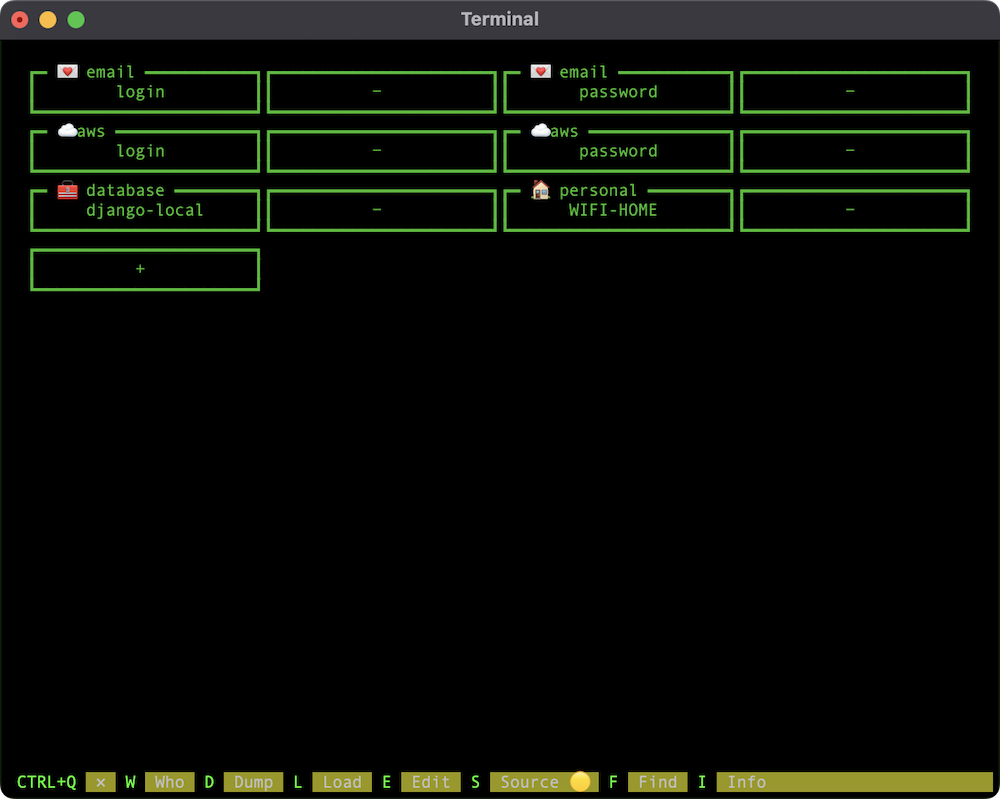 Terminal
💌 email 💌 email
login - password -
☁️aws ☁️aws
login - password -
🧰 database 🏠 personal
django-local - WIFI-HOME -
+
CTRL+Q × W Who D Dump L Load E Edit S Source 🟡 F Find I Info